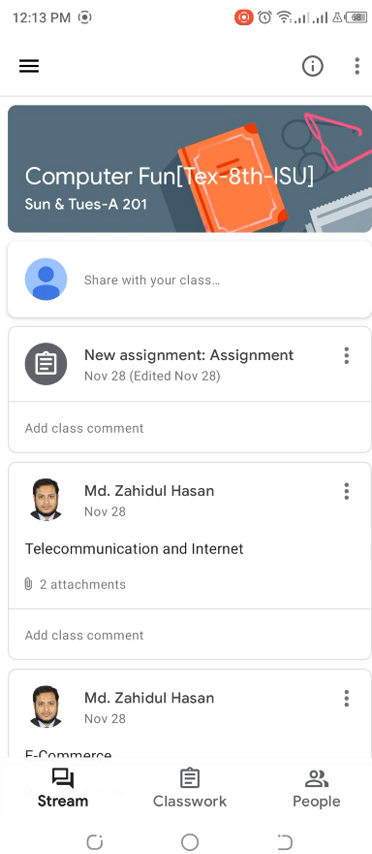 12:13 PM
68
Computer Fun[Tex-8th-ISU]
Sun & Tues-A 201
Share with your class...
New assignment: Assignment
Nov 28 (Edited Nov 28)
Add class comment
Md. Zahidul Hasan
Nov 28
Telecommunication and Internet
2 attachments
Add class comment
Md. Zahidul Hasan
Nov 28
E-Commerce
Stream
Classwork
People